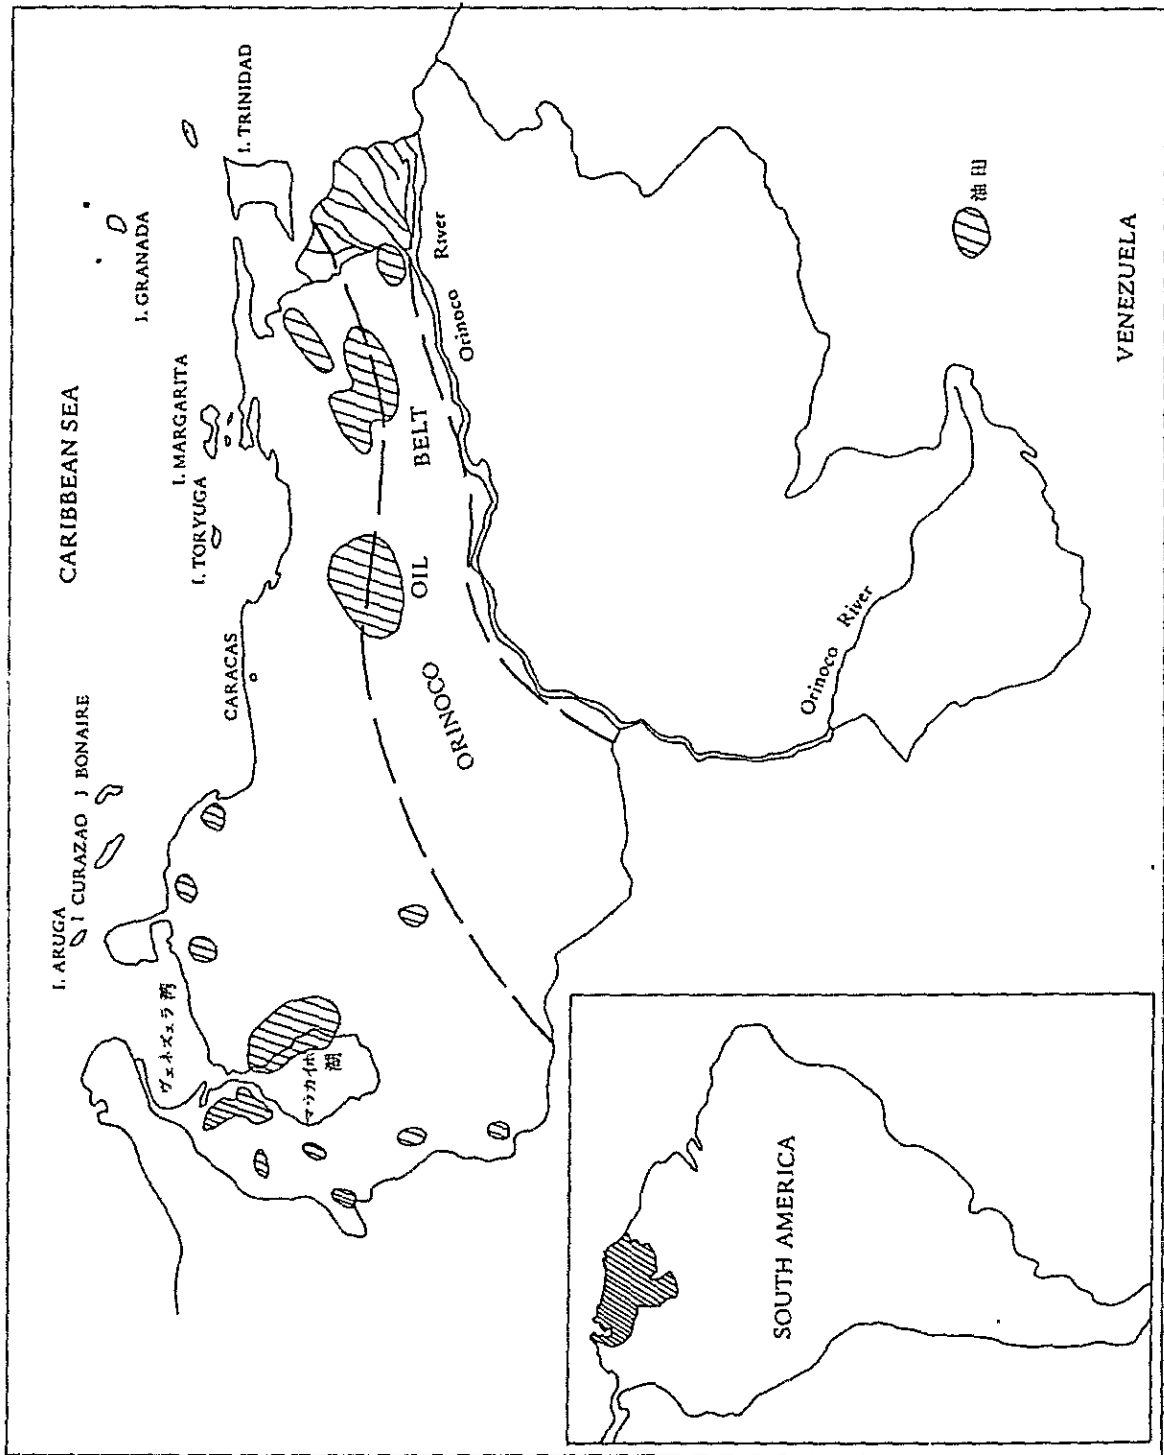 CARIBBEAN SEA
I. ARUGA
I CURAZAO
I BONAIRE
I. GRANADA
I. TORYUGA
I. MARGARITA
I. TRINIDAD
ヴェネズェラ湾
CARACAS
マラカイボ
湖
ORINOCO
OIL
BELT
Orinoco
River
Orinoco River
油田
VENEZUELA
SOUTH AMERICA